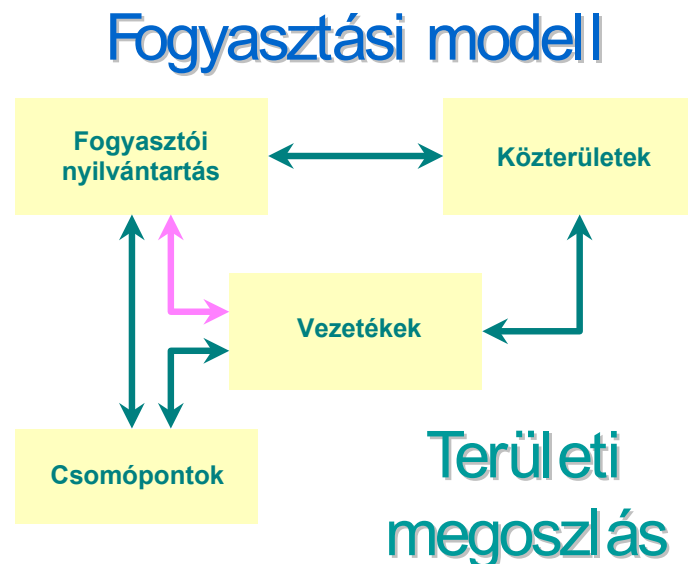 Fogyasztási modell
Fogyasztói
nyilvántartás
Közterületek
Vezetékek
Csomópontok
Területi
megoszlás